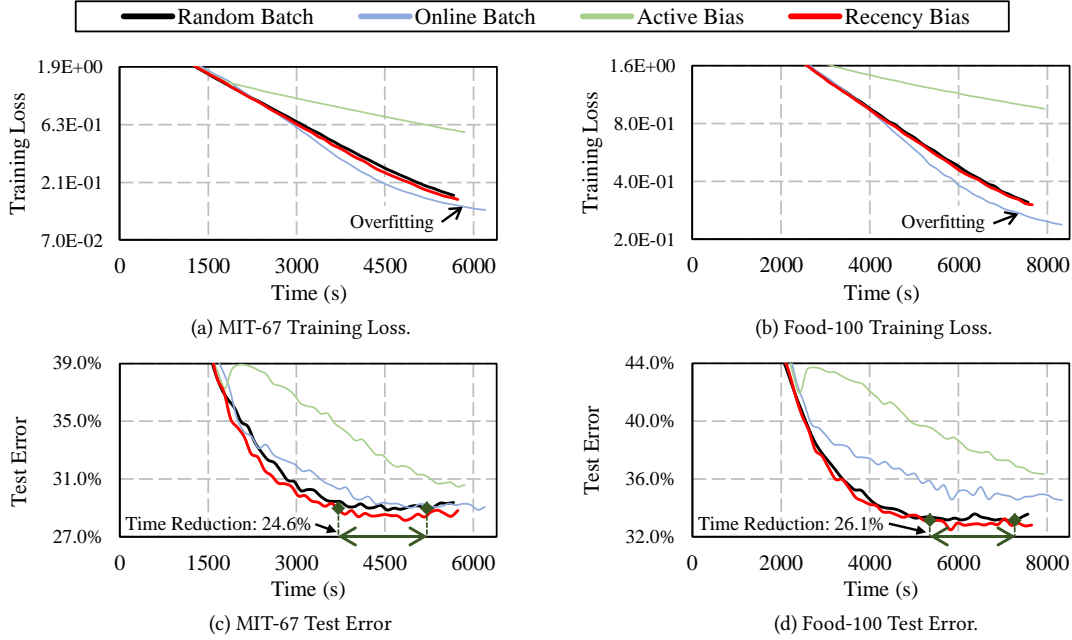 Random Batch Online Batch Active Bias Recency Bias
Training Loss
1.9E+00
6.3E-01
2.1E-01
7.0E-02
Overfitting
0 1500 3000 4500 6000
Time (s)
(a) MIT-67 Training Loss.
Training Loss
1.6E+00
8.0E-01
4.0E-01
2.0E-01
Overfitting
0 2000 4000 6000 8000
Time (s)
(b) Food-100 Training Loss.
Test Error
39.0%
35.0%
31.0%
27.0%
Time Reduction: 24.6%
0 1500 3000 4500 6000
Time (s)
(c) MIT-67 Test Error
Test Error
44.0%
40.0%
36.0%
32.0%
Time Reduction: 26.1%
0 2000 4000 6000 8000
Time (s)
(d) Food-100 Test Error.